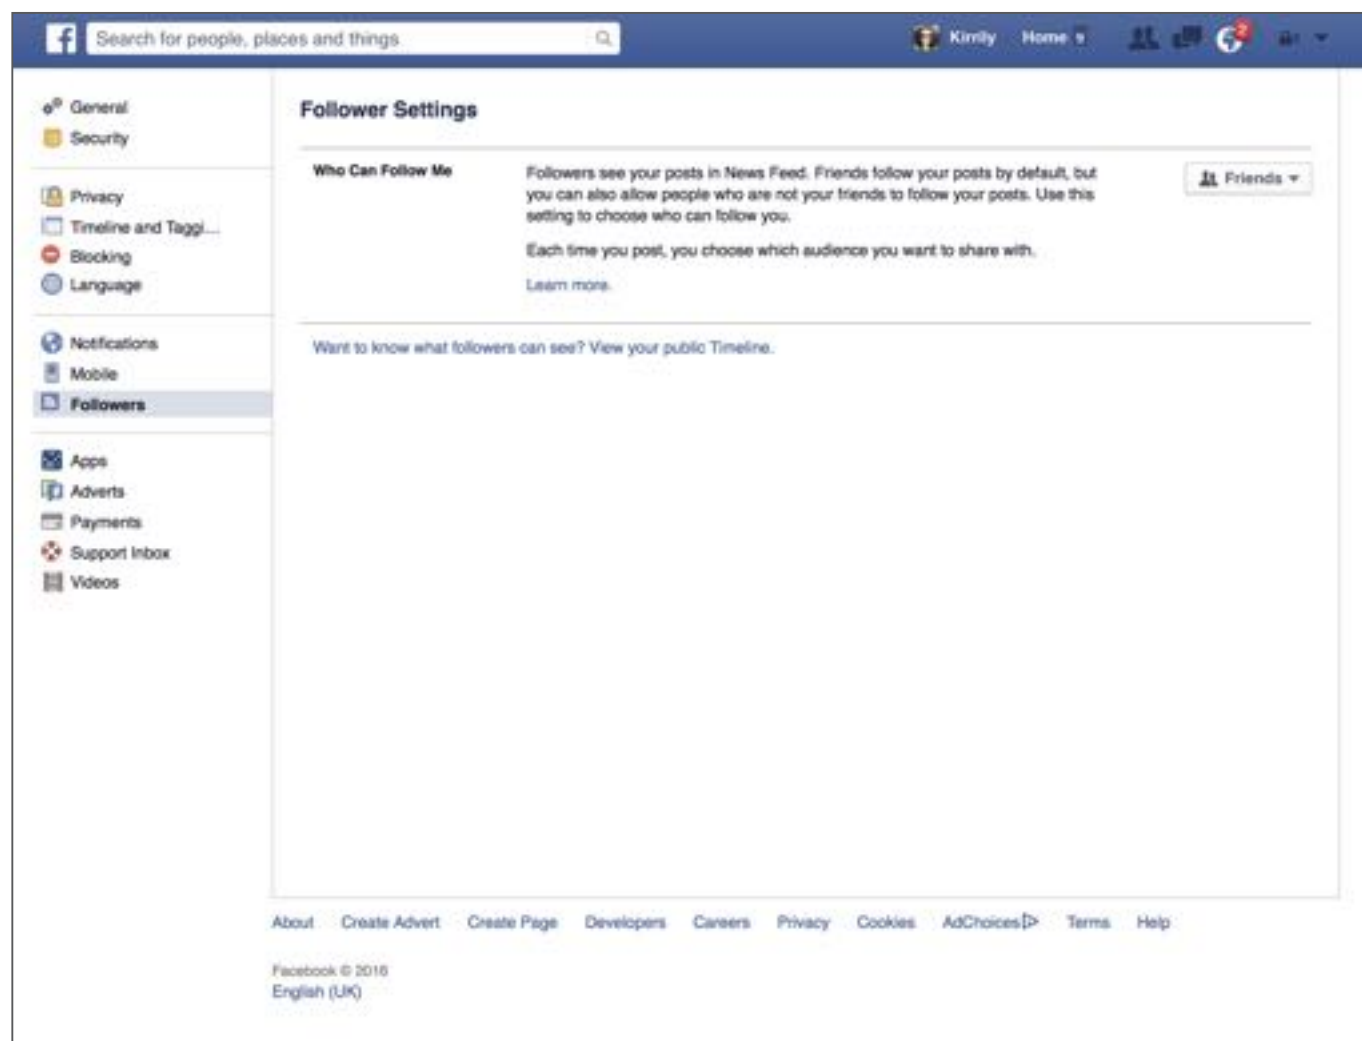 f
Search for people, places and things
Kimily
Home 9
2
General
Security
Privacy
Timeline and Taggi...
Blocking
Language
Notifications
Mobile
Followers
Apps
Adverts
Payments
Support Inbox
Videos
Follower Settings
Who Can Follow Me
Followers see your posts in News Feed. Friends follow your posts by default, but
you can also allow people who are not your friends to follow your posts. Use this
setting to choose who can follow you.
Each time you post, you choose which audience you want to share with.
Learn more.
Friends
Want to know what followers can see? View your public Timeline.
About Create Advert Create Page Developers Careers Privacy Cookies AdChoices Terms Help
Facebook © 2016
English (UK)